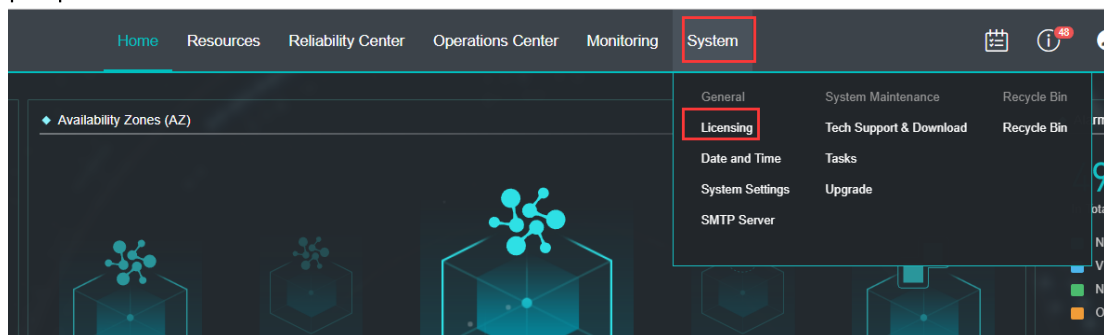 Home Resources Reliability Center Operations Center Monitoring System 48
General System Maintenance Recycle Bin
Availability Zones (AZ)
Licensing Tech Support & Download Recycle Bin
Date and Time Tasks
System Settings Upgrade
SMTP Server